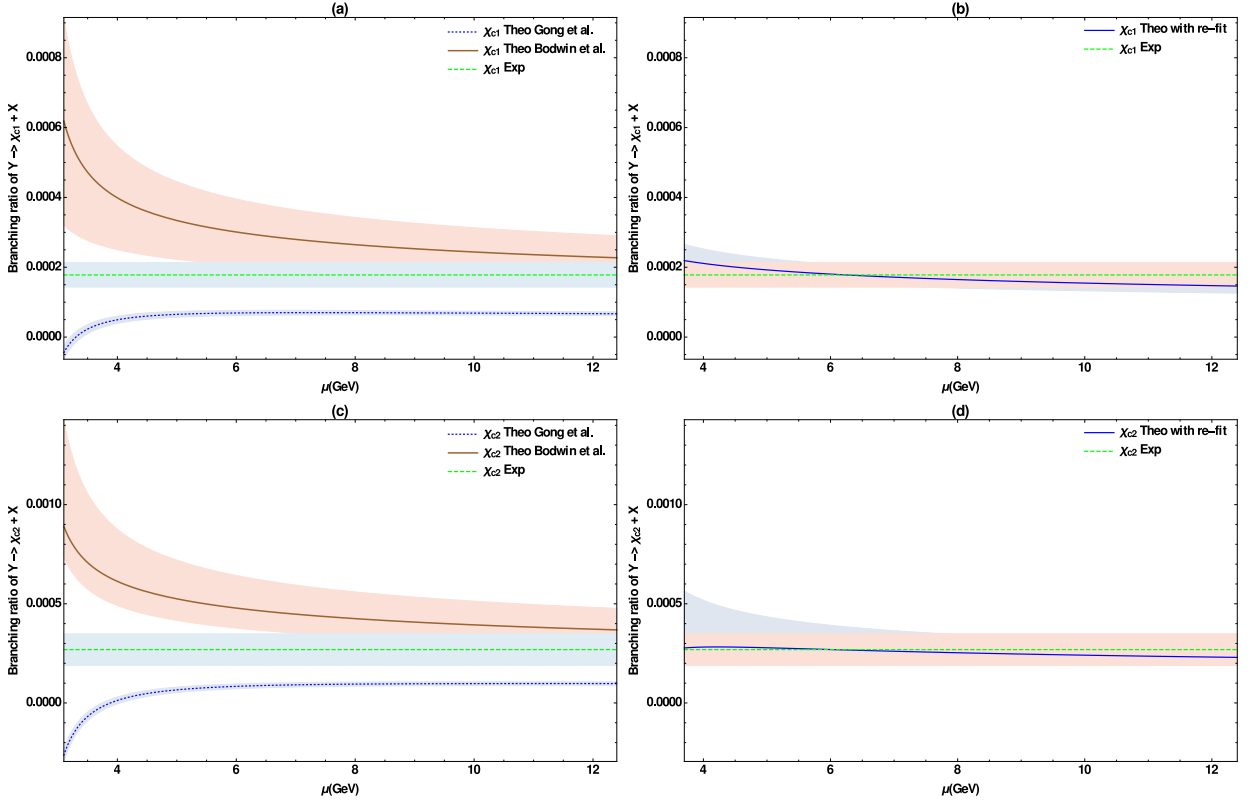 (a)
Branching ratio of Υ -> χc1 + X
0.0008
0.0006
0.0004
0.0002
0.0000
χc1 Theo Gong et al.
χc1 Theo Bodwin et al.
χc1 Exp
4 6 8 10 12
μ(GeV)
(b)
Branching ratio of Υ -> χc1 + X
0.0008
0.0006
0.0004
0.0002
0.0000
χc1 Theo with re-fit
χc1 Exp
4 6 8 10 12
μ(GeV)
(c)
Branching ratio of Υ -> χc2 + X
0.0010
0.0005
0.0000
χc2 Theo Gong et al.
χc2 Theo Bodwin et al.
χc2 Exp
4 6 8 10 12
μ(GeV)
(d)
Branching ratio of Υ -> χc2 + X
0.0010
0.0005
0.0000
χc2 Theo with re-fit
χc2 Exp
4 6 8 10 12
μ(GeV)